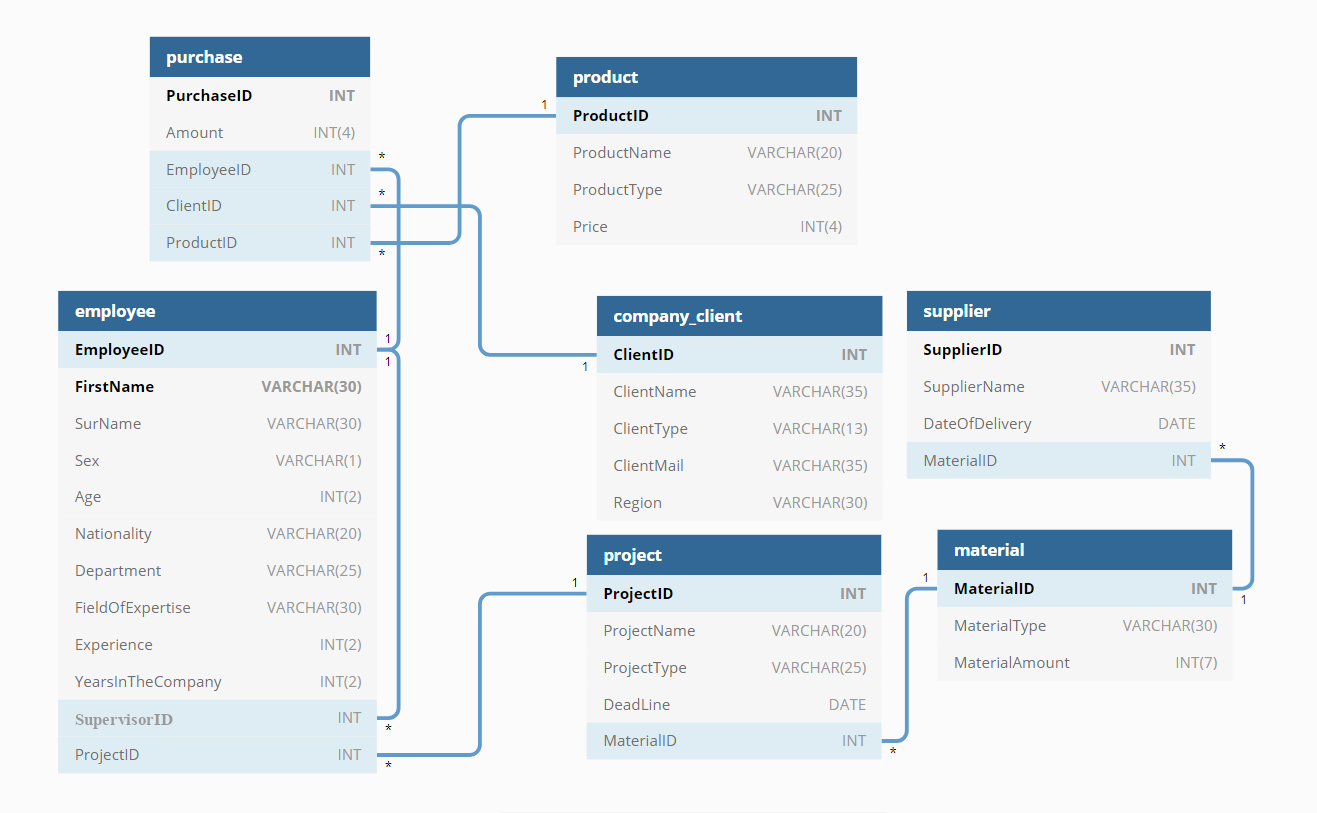 purchase
PurchaseID INT
Amount INT(4)
*
EmployeeID INT
*
ClientID INT
ProductID INT
*
product
1
ProductID INT
ProductName VARCHAR(20)
ProductType VARCHAR(25)
Price INT(4)
employee
1
EmployeeID INT
1
FirstName VARCHAR(30)
SurName VARCHAR(30)
Sex VARCHAR(1)
Age INT(2)
Nationality VARCHAR(20)
Department VARCHAR(25)
FieldOfExpertise VARCHAR(30)
Experience INT(2)
YearsInTheCompany INT(2)
SupervisorID INT
*
ProjectID INT
*
company_client
ClientID INT
1
ClientName VARCHAR(35)
ClientType VARCHAR(13)
ClientMail VARCHAR(35)
Region VARCHAR(30)
supplier
SupplierID INT
SupplierName VARCHAR(35)
DateOfDelivery DATE
*
MaterialID INT
project
1
ProjectID INT
ProjectName VARCHAR(20)
ProjectType VARCHAR(25)
DeadLine DATE
MaterialID INT
*
material
1
MaterialID INT
1
MaterialType VARCHAR(30)
MaterialAmount INT(7)